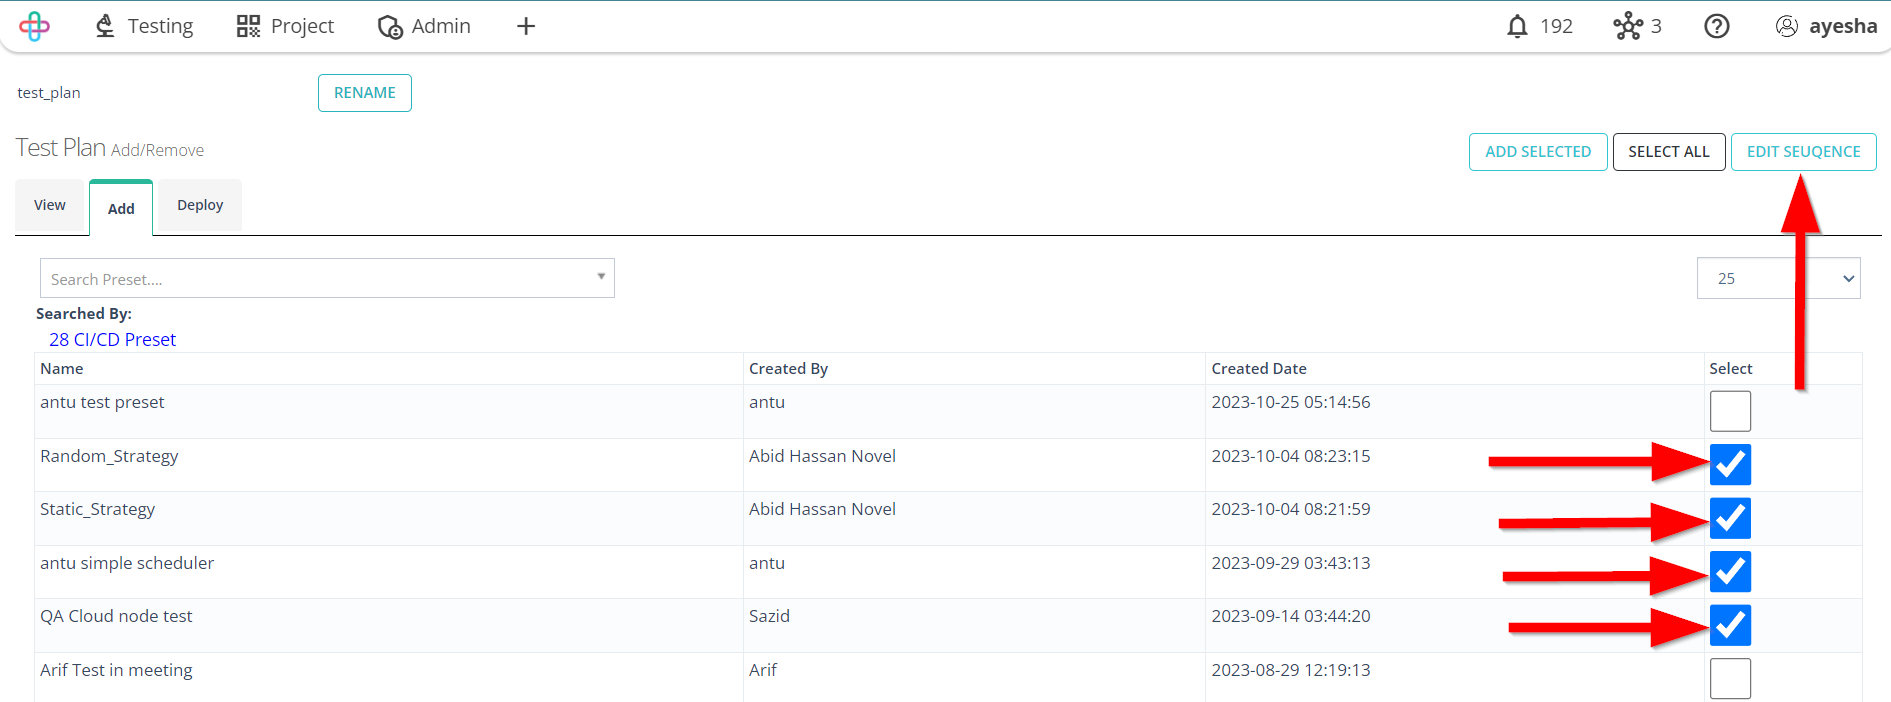 Testing Project Admin + 192 3 ayesha
test_plan RENAME
Test Plan Add/Remove ADD SELECTED SELECT ALL EDIT SEUQENCE
View Add Deploy
Search Preset.... 25
Searched By:
28 CI/CD Preset
Name Created By Created Date Select
antu test preset antu 2023-10-25 05:14:56
Random_Strategy Abid Hassan Novel 2023-10-04 08:23:15
Static_Strategy Abid Hassan Novel 2023-10-04 08:21:59
antu simple scheduler antu 2023-09-29 03:43:13
QA Cloud node test Sazid 2023-09-14 03:44:20
Arif Test in meeting Arif 2023-08-29 12:19:13